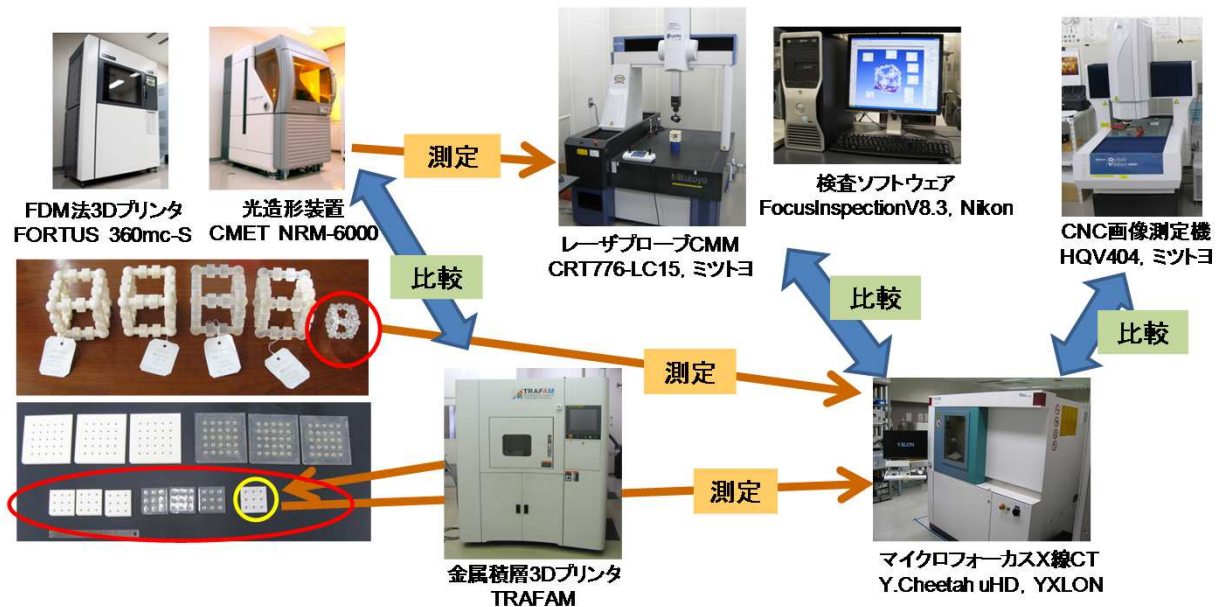 FDM法3Dプリンタ
FORTUS 360mc-S
光造形装置
CMET NRM-6000
測定
レーザプローブCMM
CRT776-LC15, ミツトヨ
Mitutoyo
検査ソフトウェア
FocusInspectionV8.3, Nikon
CNC画像測定機
HQV404, ミツトヨ
比較
比較
比較
測定
TRAFAM
測定
金属積層3Dプリンタ
TRAFAM
YXLON
マイクロフォーカスX線CT
Y.Cheetah uHD, YXLON